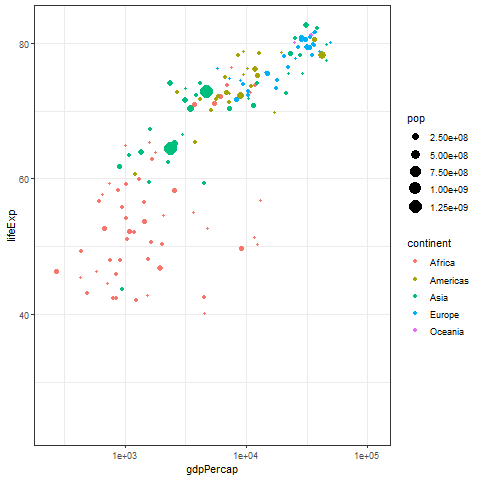 80
60
40
lifeExp
1e+03
1e+04
1e+05
gdpPercap
pop
2.50e+08
5.00e+08
7.50e+08
1.00e+09
1.25e+09
continent
Africa
Americas
Asia
Europe
Oceania